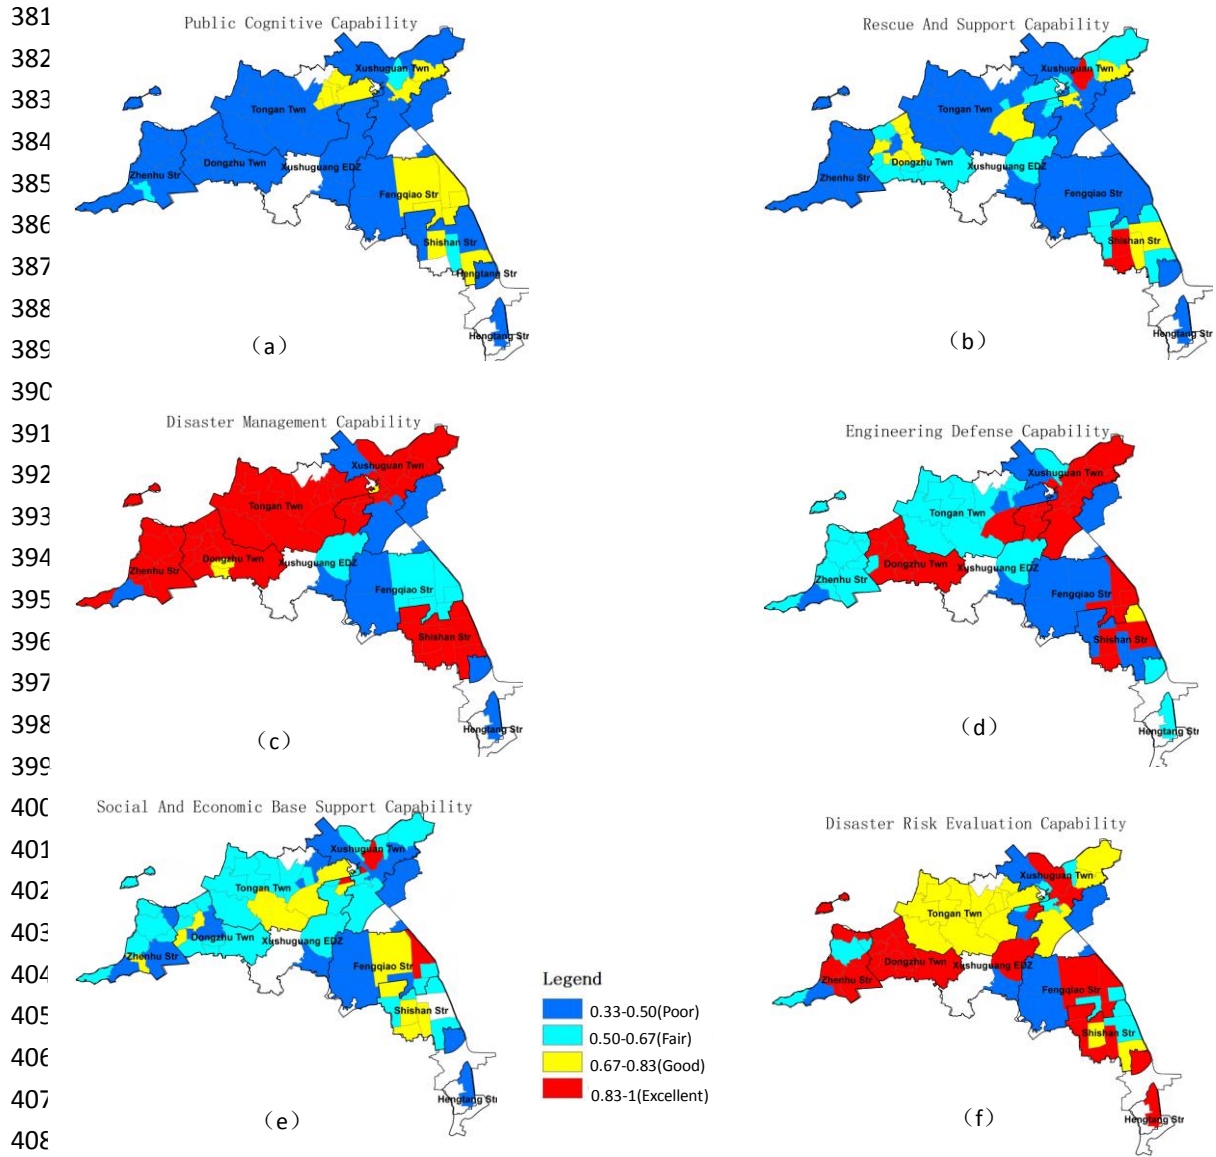 381
Public Cognitive Capability
Rescue And Support Capability
382
Xushuguan Twn
Xushuguan Twn
383
Tongan Twn
Tongan Twn
384
Dongzhu Twn
Xushuguang EDZ
Dongzhu Twn
Xushuguang EDZ
Zhenhu Str
Zhenhu Str
385
Fengqiao Str
Fengqiao Str
386
Shishan Str
Shishan Str
387
Hengtang Str
388
Hengtang Str
Hengtang Str
389
(a)
(b)
390
391
Disaster Management Capability
Engineering Defense Capability
392
Xushuguan Twn
Xushuguan Twn
393
Tongan Twn
Tongan Twn
394
Dongzhu Twn
Xushuguang EDZ
Dongzhu Twn
Xushuguang EDZ
Zhenhu Str
Zhenhu Str
395
Fengqiao Str
Fengqiao Str
396
Shishan Str
Shishan Str
397
398
Hengtang Str
Hengtang Str
(c)
(d)
399
400
Social And Economic Base Support Capability
Disaster Risk Evaluation Capability
401
Xushuguan Twn
Xushuguan Twn
402
Tongan Twn
Tongan Twn
403
Dongzhu Twn
Xushuguang EDZ
Dongzhu Twn
Xushuguang EDZ
Zhenhu Str
Zhenhu Str
404
Fengqiao Str
Fengqiao Str
Legend
405
Shishan Str
Shishan Str
0.33-0.50(Poor)
406
0.50-0.67(Fair)
0.67-0.83(Good)
407
Hengtang Str
0.83-1(Excellent)
Hengtang Str
(e)
(f)
408